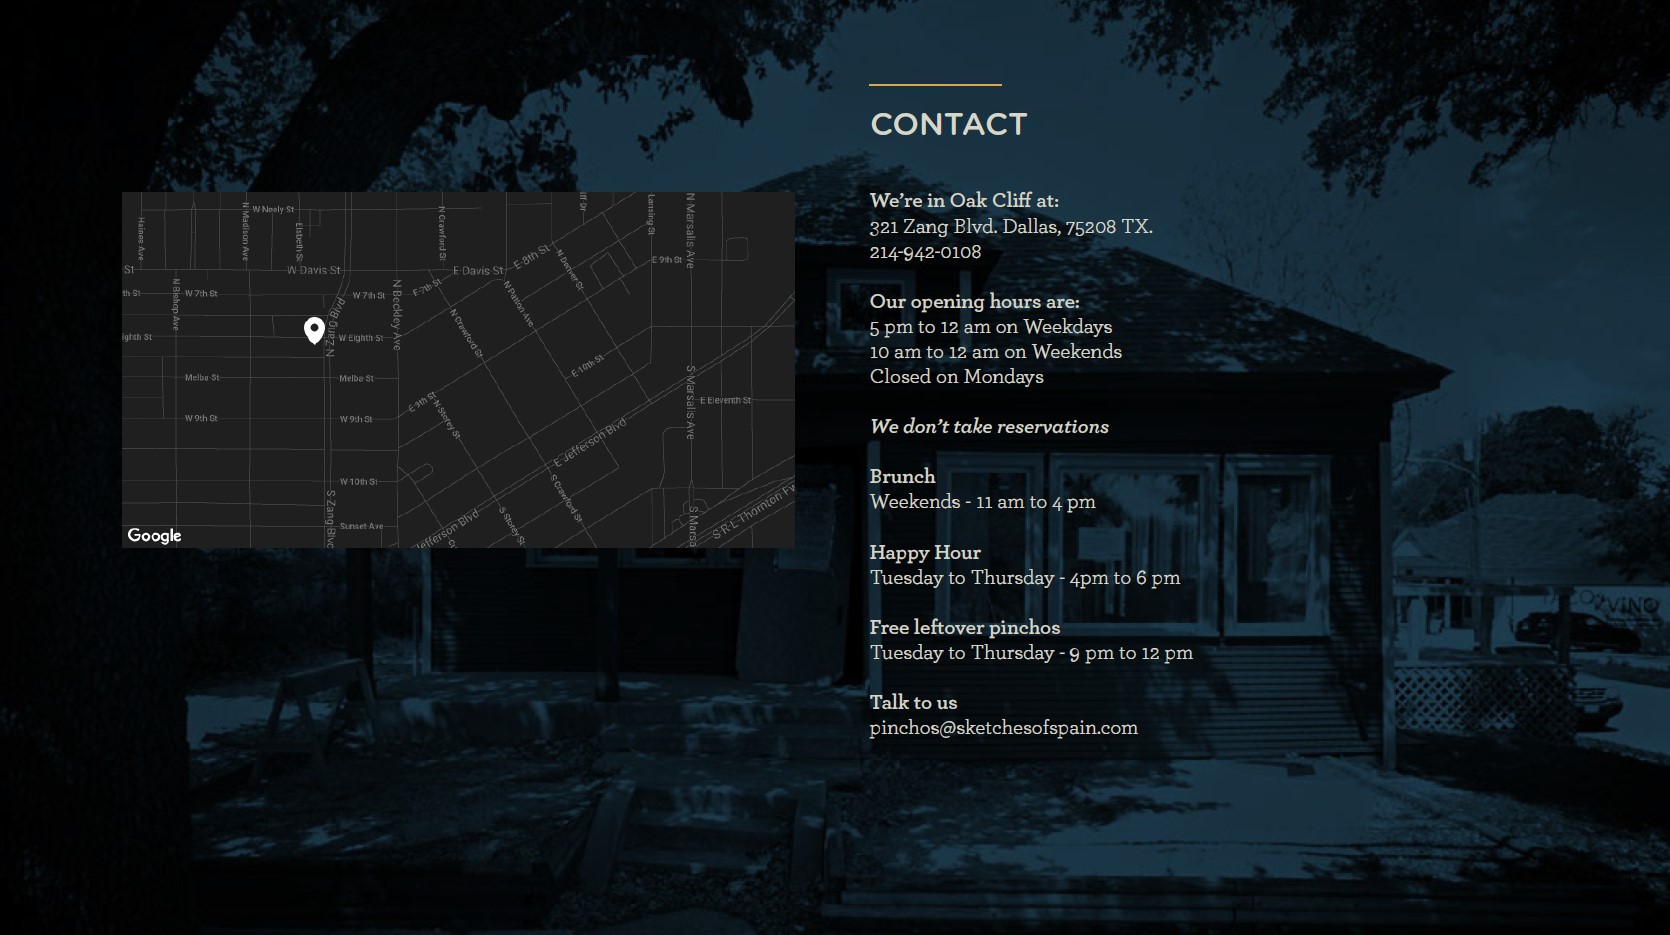 CONTACT
We're in Oak Cliff at:
321 Zang Blvd. Dallas, 75208 TX.
214-942-0108
Our opening hours are:
5 pm to 12 am on Weekdays
10 am to 12 am on Weekends
Closed on Mondays
We don't take reservations
Brunch
Weekends - 11 am to 4 pm
Happy Hour
Tuesday to Thursday - 4pm to 6 pm
Free leftover pinchos
Tuesday to Thursday - 9 pm to 12 pm
Talk to us
pinchos@sketchesofspain.com
W Neely St
Haines Ave
N Madison Ave
Elsbeth St
N Crawford St
Lansing St
N Marsalis Ave
St
W Davis St
E Davis St
E 8th St
N Denver St
E 9th St
th St
N Bishop Ave
W 7th St
W 7th St
E 7th St
N Beckley Ave
N Patton Ave
N Zang Blvd
N Crawford St
ighth St
W Eighth St
E 10th St
Melba St
Melba St
S Marsalis Ave
E Eleventh St
W 9th St
W 9th St
E 9th St
N Storey St
E Jefferson Blvd
W 10th St
S Crawford St
S Zang Blvd
Sunset Ave
Jefferson Blvd
S Storey St
S Marsa
S R L Thornton Fw
Google
VINO